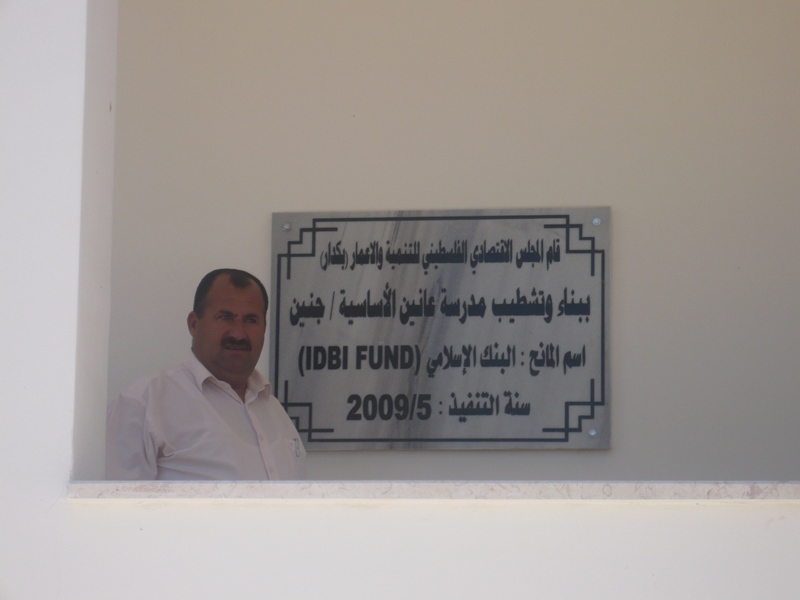 قام المجلس الاقتصادي الفلسطيني للتنمية والاعمار (بكدار)
ببناء وتشطيب مدرسة عانين الأساسية / جنين
اسم المانح : البنك الإسلامي (IDBI FUND)
سنة التنفيذ : 2009/5